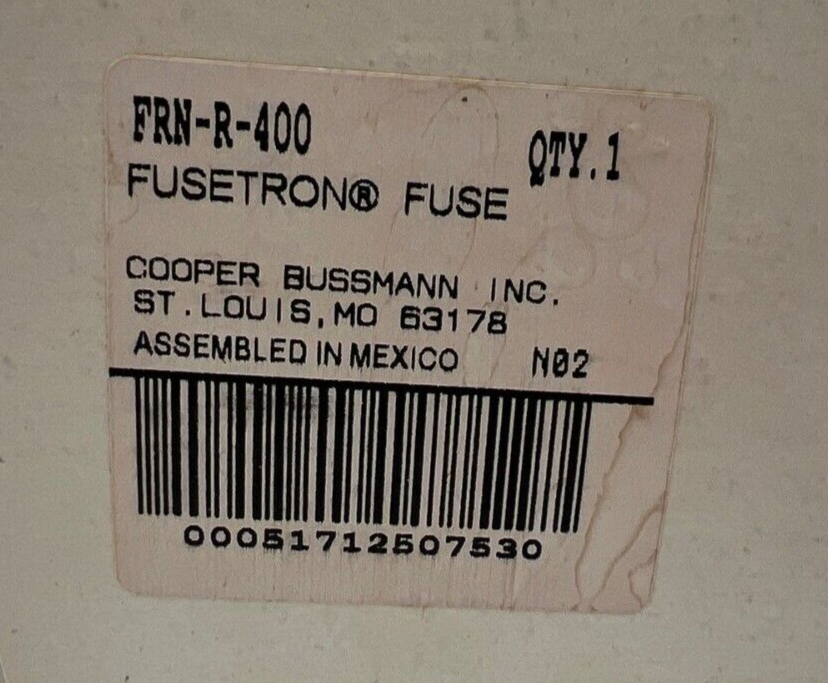 FRN-R-400 QTY.1
FUSETRON® FUSE
COOPER BUSSMANN INC.
ST.LOUIS,MO 63178
ASSEMBLED IN MEXICO N02
00051712507530